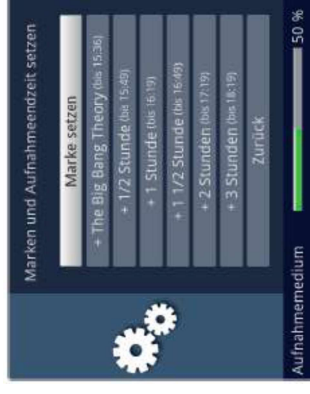 Marken und Aufnahmeendzeit setzen
Marke setzen
+ The Big Bang Theory (bis 15:36)
+ 1/2 Stunde (bis 15:49)
+ 1 Stunde (bis 16:19)
+ 1 1/2 Stunde (bis 16:49)
+ 2 Stunden (bis 17:19)
+ 3 Stunden (bis 18:19)
Zurück
Aufnahmemedium 50 %